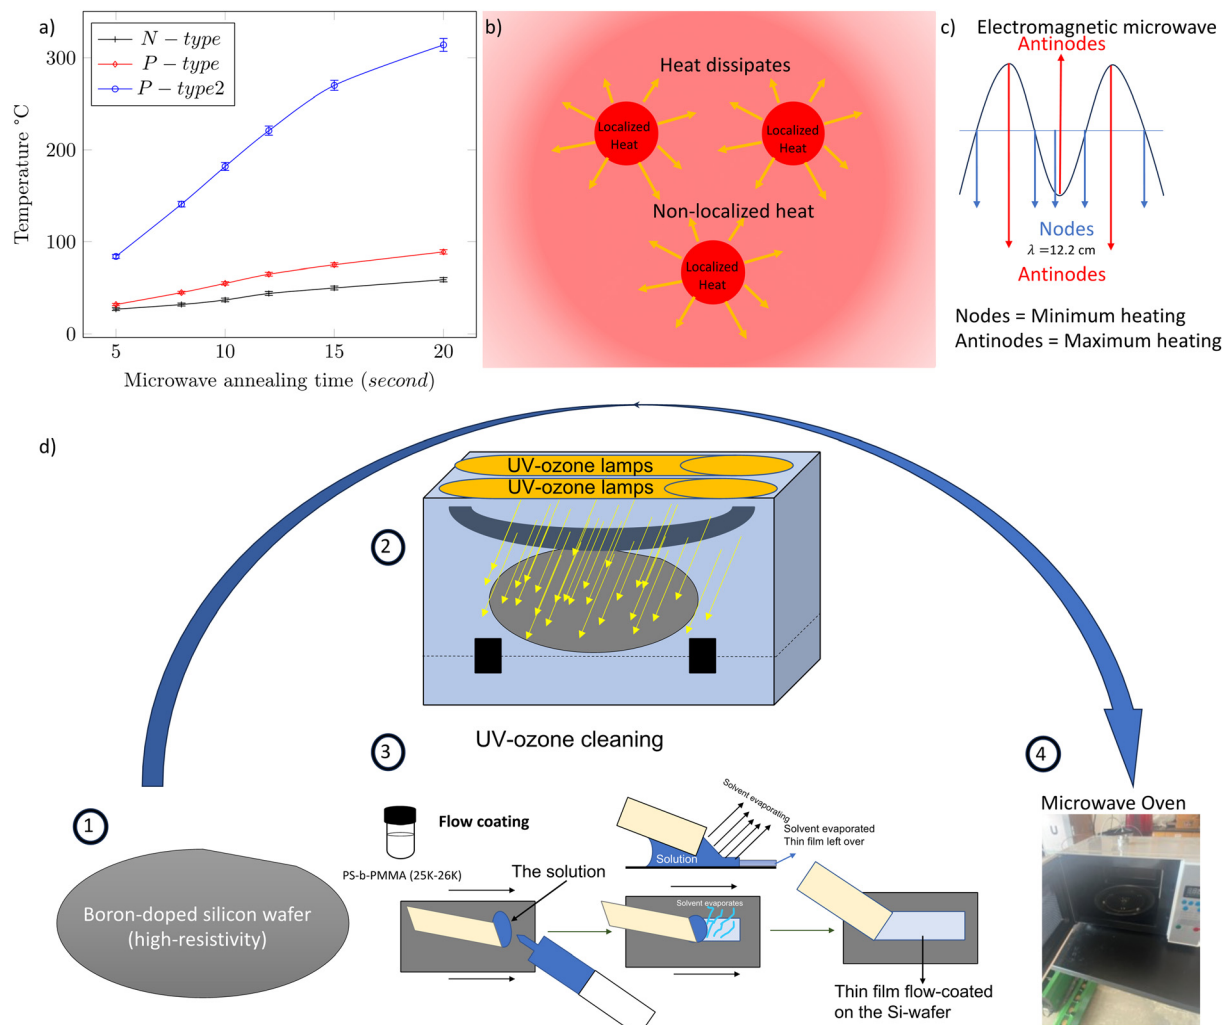 a)
N − type
P − type
P − type2
300
200
100
0
5
10
15
20
Temperature °C
Microwave annealing time (second)
b)
Heat dissipates
Localized
Heat
Localized
Heat
Non-localized heat
Localized
Heat
c)
Electromagnetic microwave
Antinodes
Nodes
λ =12.2 cm
Antinodes
Nodes = Minimum heating
Antinodes = Maximum heating
d)
UV-ozone lamps
UV-ozone lamps
2
UV-ozone cleaning
1
Boron-doped silicon wafer
(high-resistivity)
3
Flow coating
PS-b-PMMA (25K-26K)
The solution
Solvent evaporating
Solution
Solvent evaporated
Thin film left over
Solvent evaporates
Thin film flow-coated
on the Si-wafer
4
Microwave Oven